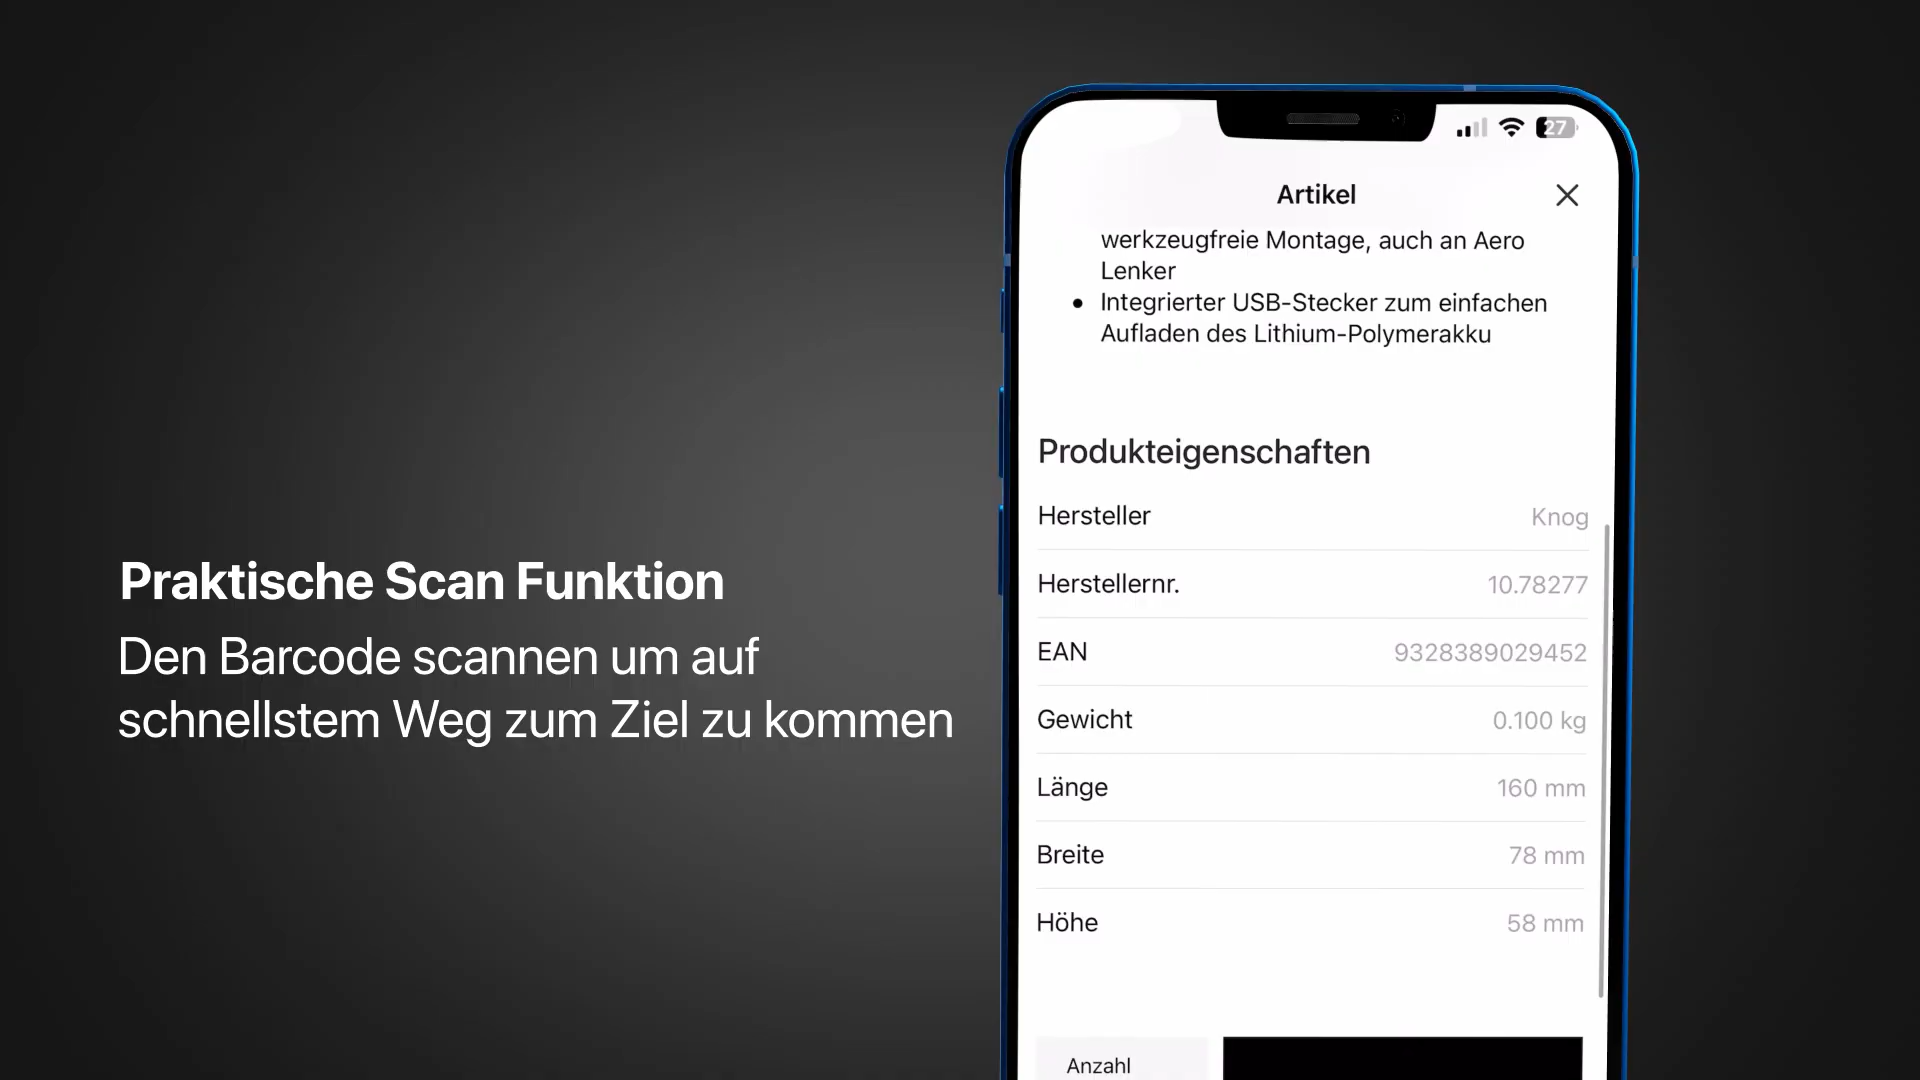 Praktische Scan Funktion
Den Barcode scannen um auf
schnellstem Weg zum Ziel zu kommen
27
Artikel
werkzeugfreie Montage, auch an Aero
Lenker
• Integrierter USB-Stecker zum einfachen
Aufladen des Lithium-Polymerakku
Produkteigenschaften
Hersteller Knog
Herstellernr. 10.78277
EAN 9328389029452
Gewicht 0.100 kg
Länge 160 mm
Breite 78 mm
Höhe 58 mm
Anzahl